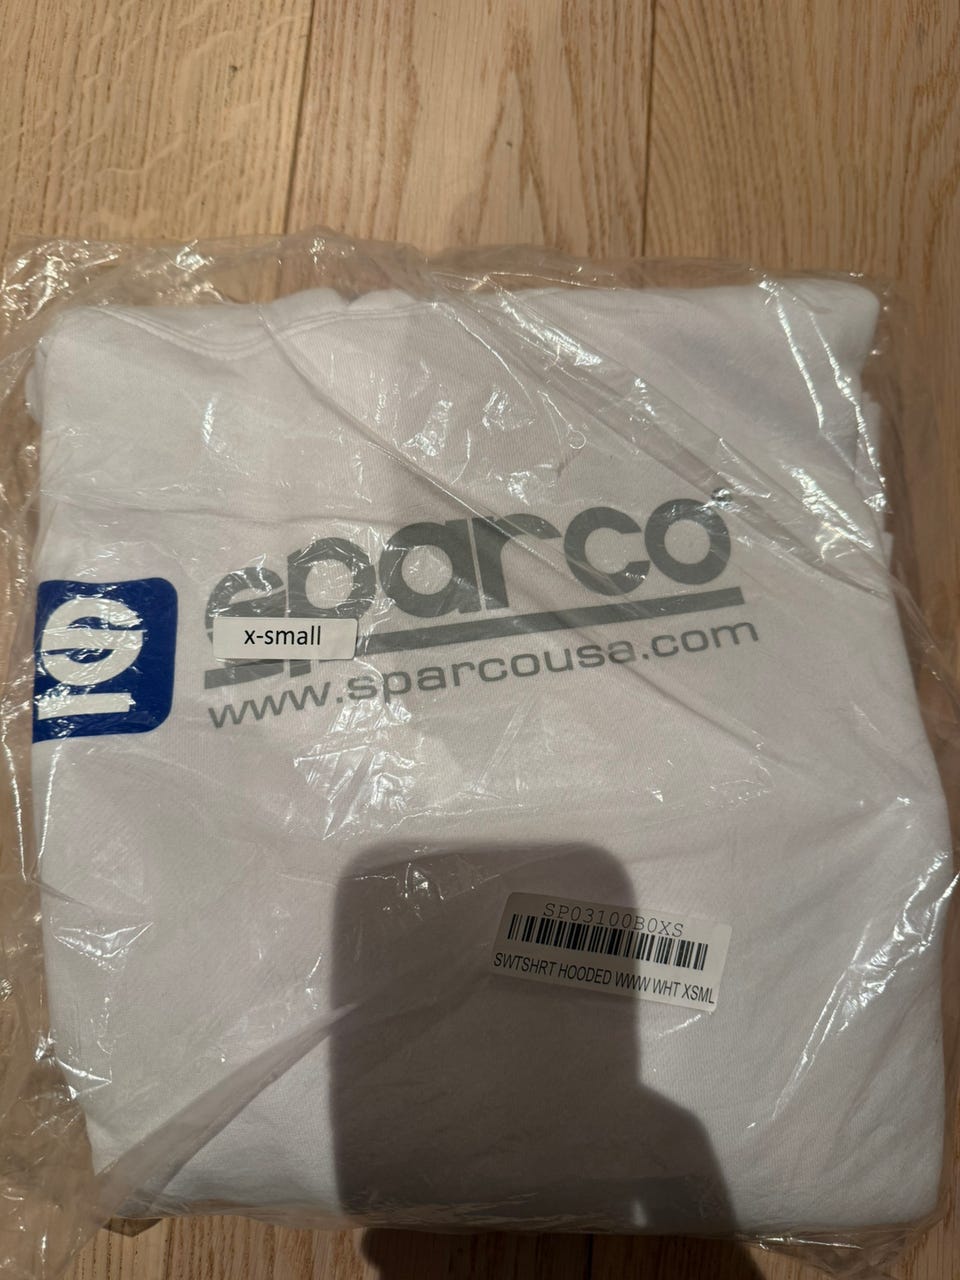 sparco
x-small
www.sparcousa.com
SP03100B0XS
SWTSHRT HOODED WWW WHT XSML